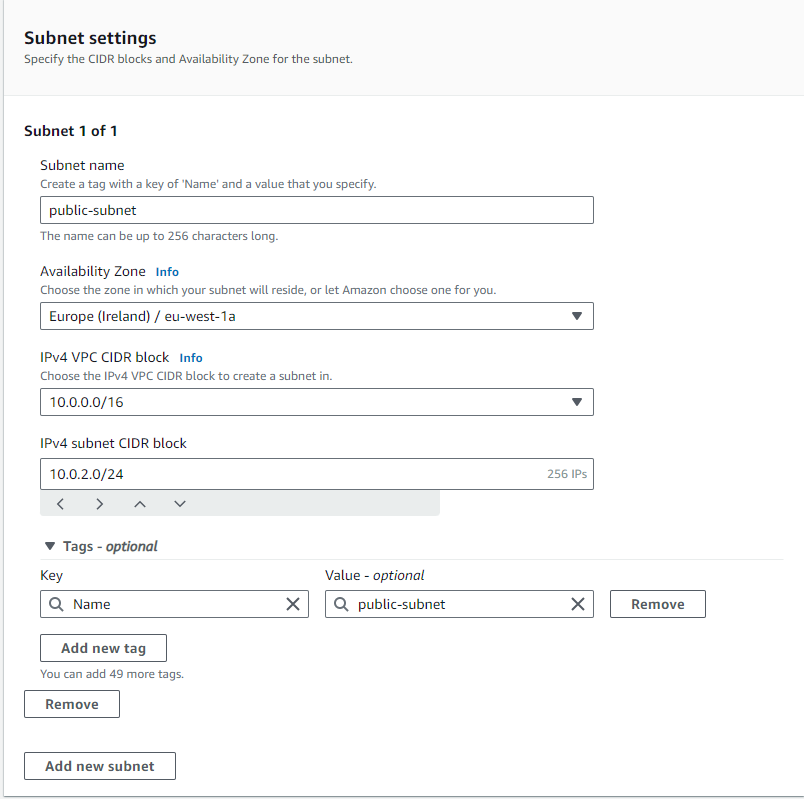 Subnet settings
Specify the CIDR blocks and Availability Zone for the subnet.
Subnet 1 of 1
Subnet name
Create a tag with a key of 'Name' and a value that you specify.
public-subnet
The name can be up to 256 characters long.
Availability Zone Info
Choose the zone in which your subnet will reside, or let Amazon choose one for you.
Europe (Ireland) / eu-west-1a
IPv4 VPC CIDR block Info
Choose the IPv4 VPC CIDR block to create a subnet in.
10.0.0.0/16
IPv4 subnet CIDR block
10.0.2.0/24 256 IPs
Tags - optional
Key Value - optional
Name public-subnet Remove
Add new tag
You can add 49 more tags.
Remove
Add new subnet